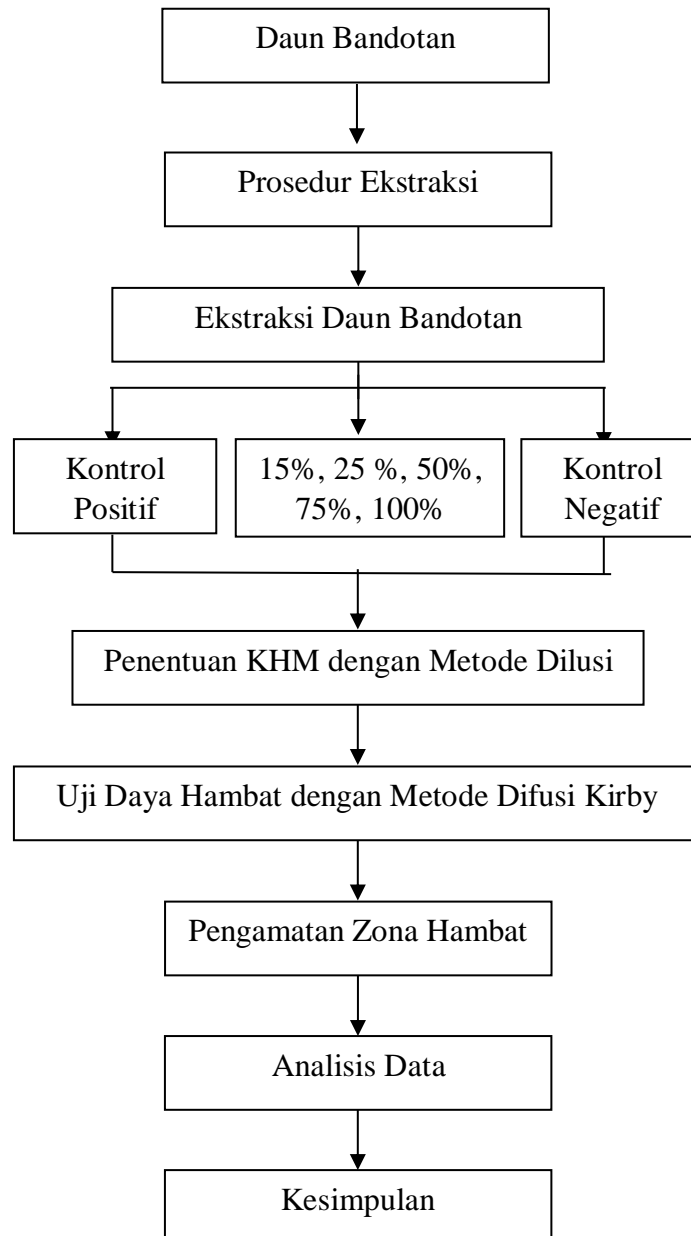 Daun Bandotan
Prosedur Ekstraksi
Ekstraksi Daun Bandotan
Kontrol
Positif
15%, 25 %, 50%,
75%, 100%
Kontrol
Negatif
Penentuan KHM dengan Metode Dilusi
Uji Daya Hambat dengan Metode Difusi Kirby
Pengamatan Zona Hambat
Analisis Data
Kesimpulan